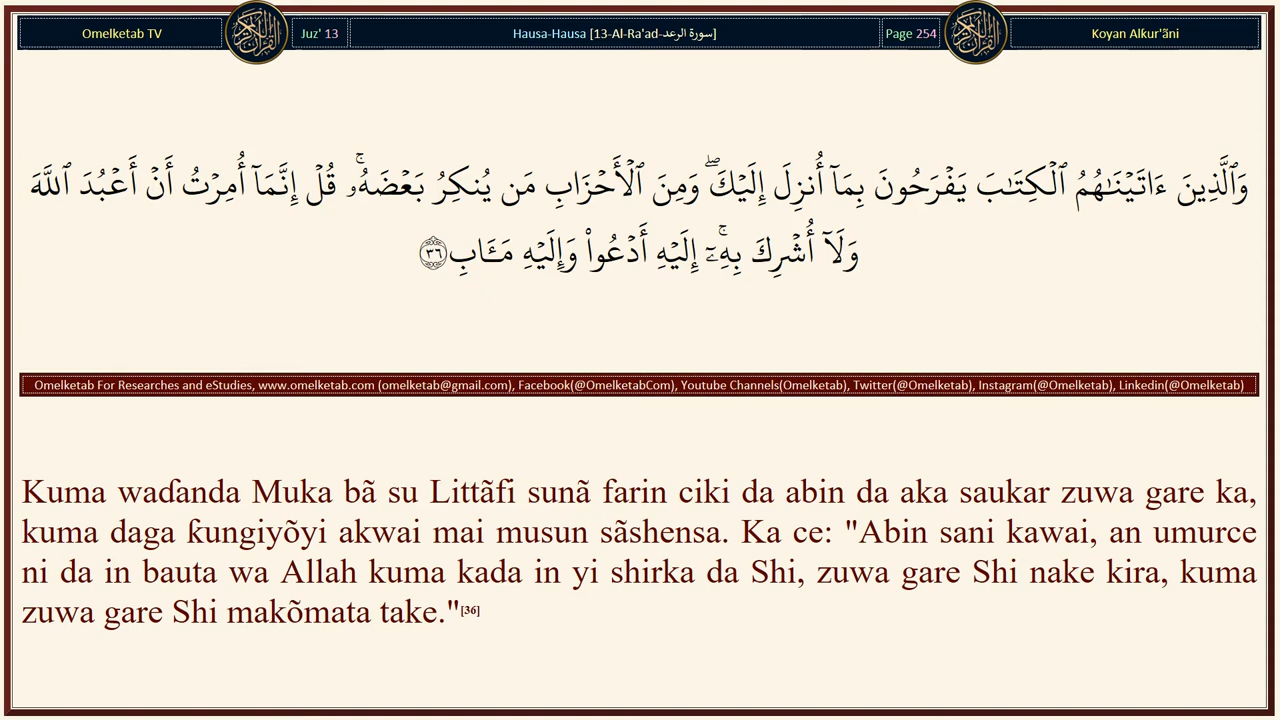 Omelketab TV
Juz' 13
Hausa-Hausa [13-Al-Ra'ad-سورة الرعد]
Page 254
Koyan Alƙur'ãni
وَٱلَّذِينَ ءَاتَيۡنَٰهُمُ ٱلۡكِتَٰبَ يَفۡرَحُونَ بِمَآ أُنزِلَ إِلَيۡكَۖ وَمِنَ ٱلۡأَحۡزَابِ مَن يُنكِرُ بَعۡضَهُۥۚ قُلۡ إِنَّمَآ أُمِرۡتُ أَنۡ أَعۡبُدَ ٱللَّهَ
وَلَآ أُشۡرِكَ بِهِۦٓۚ إِلَيۡهِ أَدۡعُواْ وَإِلَيۡهِ مَـَٔابِ ٣٦
Omelketab For Researches and eStudies, www.omelketab.com (omelketab@gmail.com), Facebook(@OmelketabCom), Youtube Channels(Omelketab), Twitter(@Omelketab), Instagram(@Omelketab), Linkedin(@Omelketab)
Kuma waɗanda Muka bã su Littãfi sunã farin ciki da abin da aka saukar zuwa gare ka,
kuma daga ƙungiyõyi akwai mai musun sãshensa. Ka ce: "Abin sani kawai, an umurce
ni da in bauta wa Allah kuma kada in yi shirka da Shi, zuwa gare Shi nake kira, kuma
zuwa gare Shi makõmata take."[36]